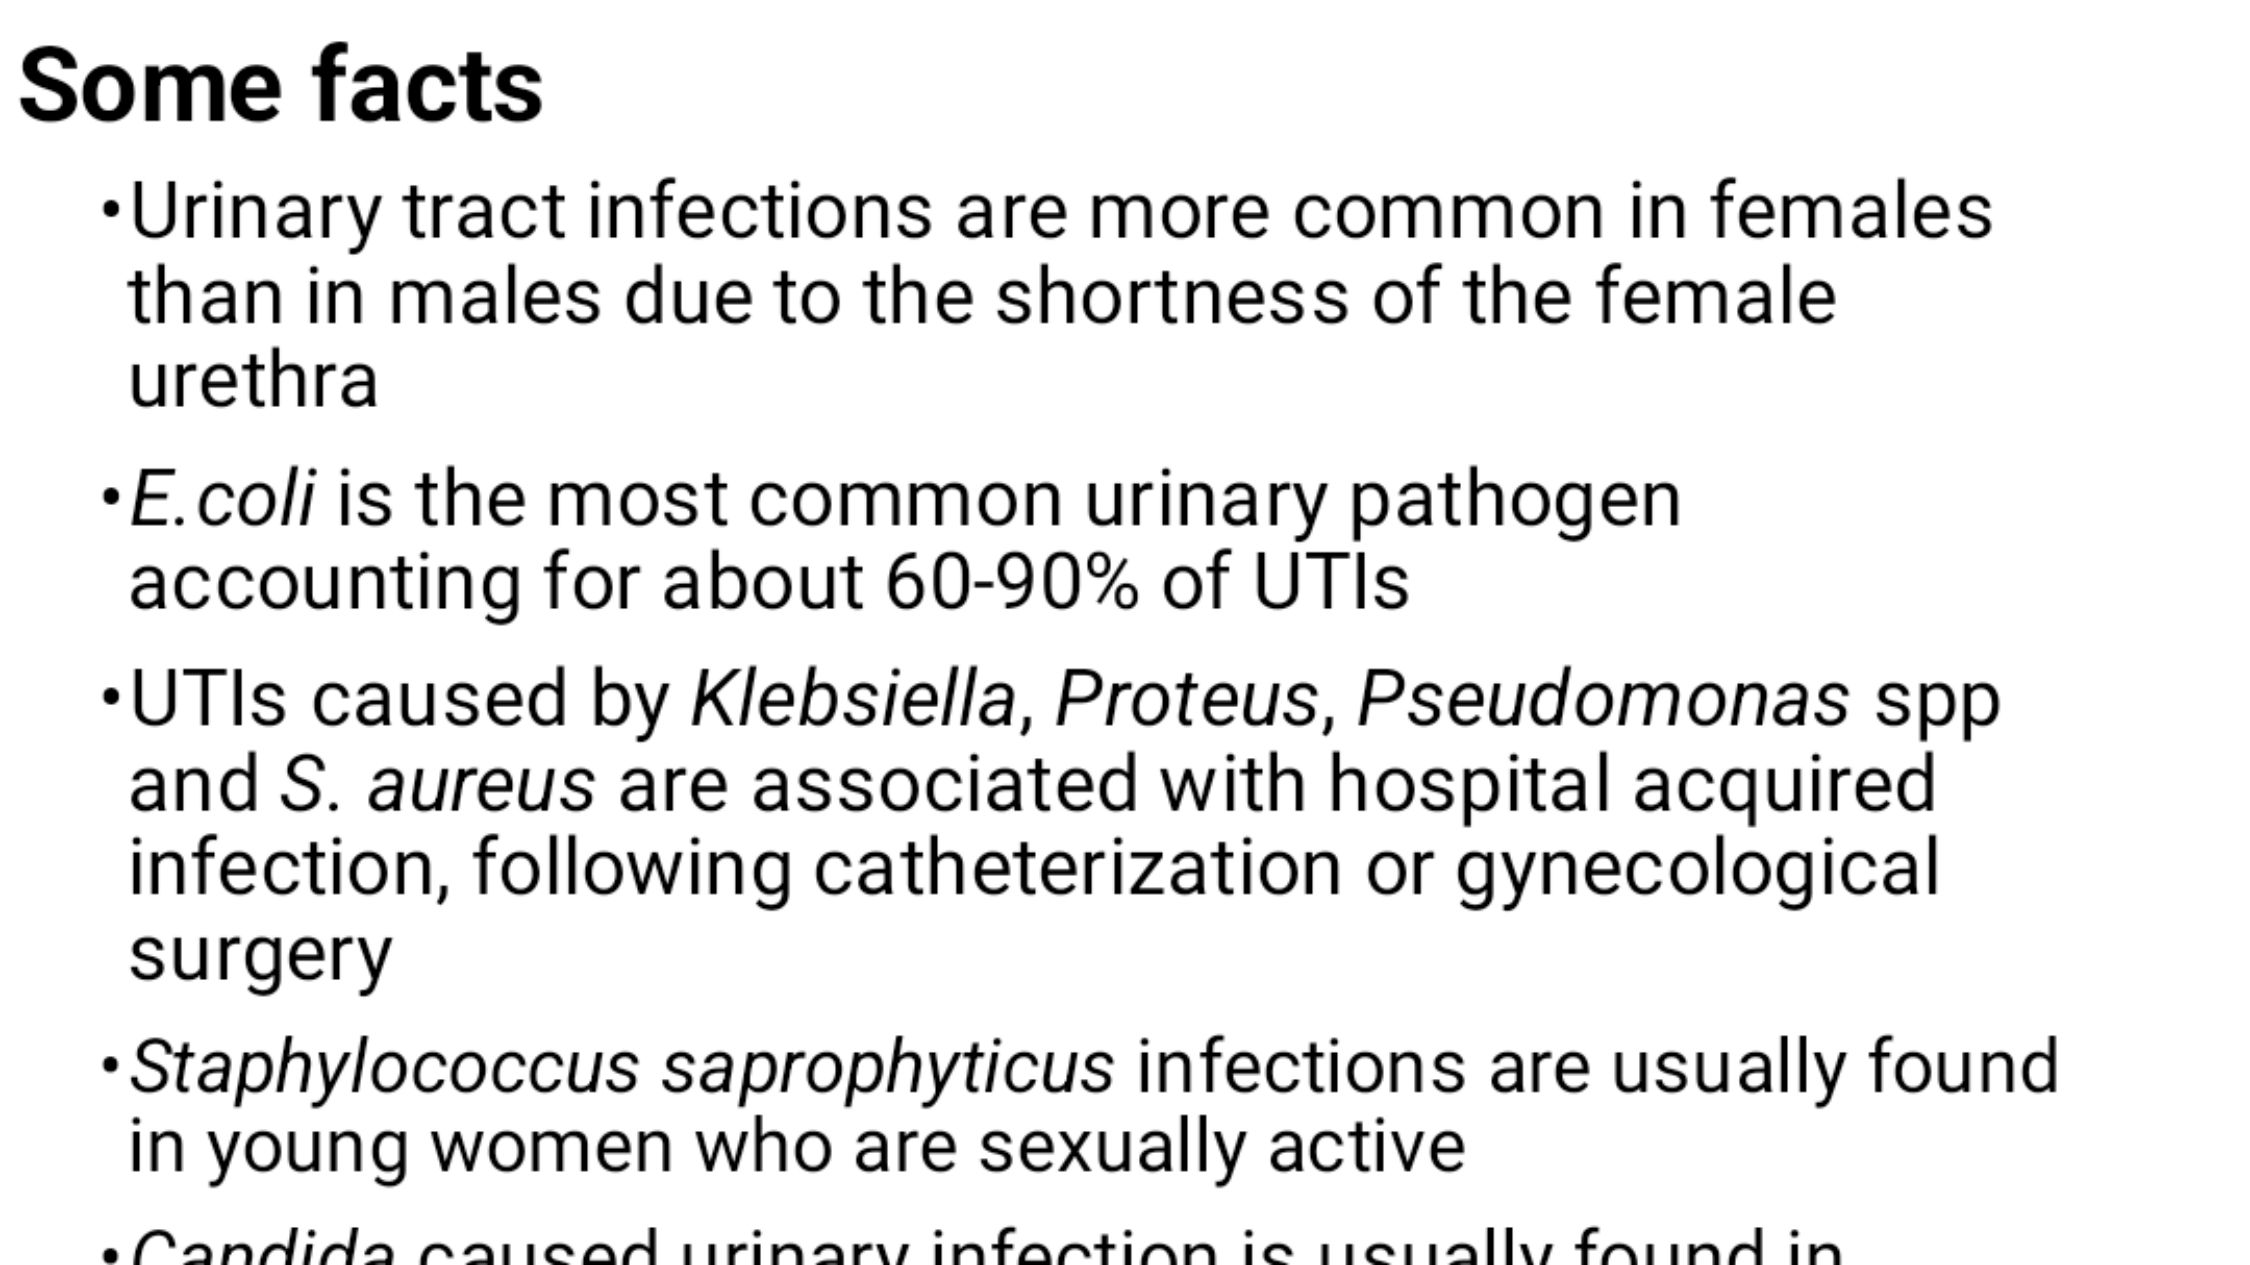 Some facts
•Urinary tract infections are more common in females
than in males due to the shortness of the female
urethra
•E.coli is the most common urinary pathogen
accounting for about 60-90% of UTIs
•UTIs caused by Klebsiella, Proteus, Pseudomonas spp
and S. aureus are associated with hospital acquired
infection, following catheterization or gynecological
surgery
•Staphylococcus saprophyticus infections are usually found
in young women who are sexually active
•Candida caused urinary infection is usually found in